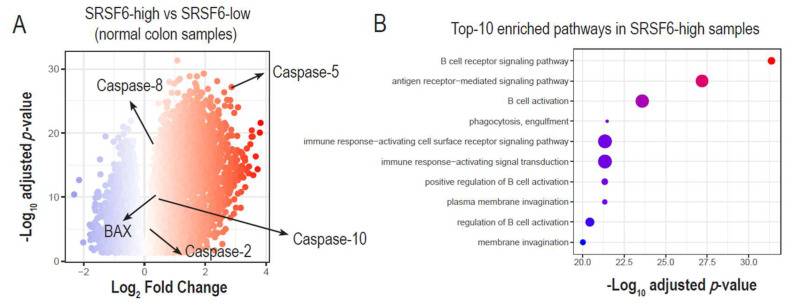 A
SRSF6-high vs SRSF6-low
(normal colon samples)
-Log10 adjusted p-value
30
20
10
0
Caspase-8
Caspase-5
BAX
Caspase-10
Caspase-2
−2
0
2
4
Log2 Fold Change
B
Top-10 enriched pathways in SRSF6-high samples
B cell receptor signaling pathway
antigen receptor−mediated signaling pathway
B cell activation
phagocytosis, engulfment
immune response−activating cell surface receptor signaling pathway
immune response−activating signal transduction
positive regulation of B cell activation
plasma membrane invagination
regulation of B cell activation
membrane invagination
20.0
22.5
25.0
27.5
30.0
-Log10 adjusted p-value